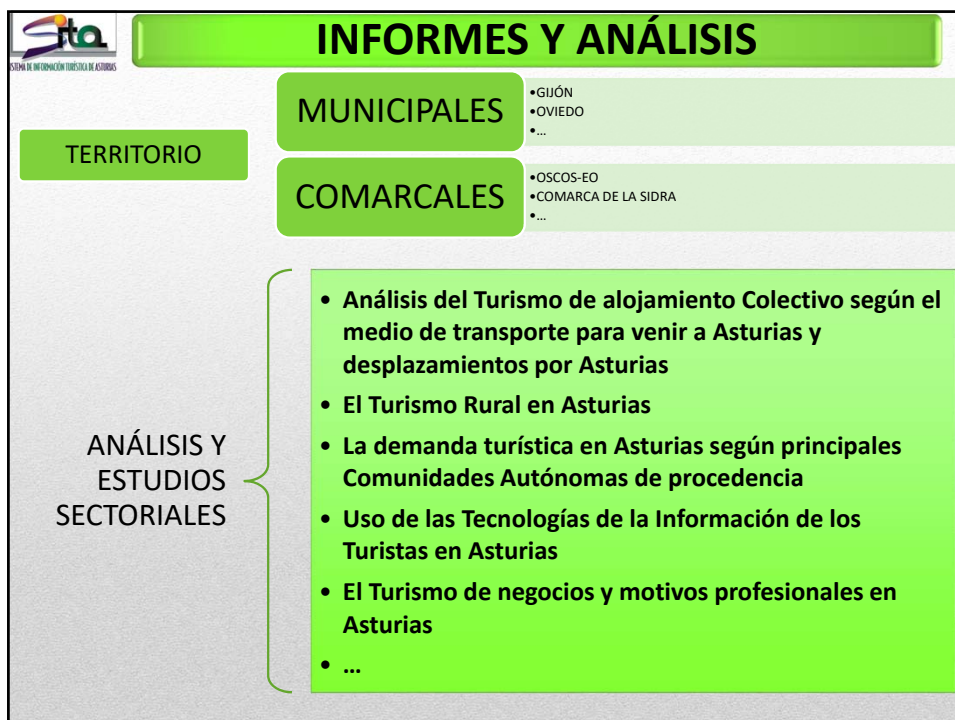 Sita
SISTEMA DE INFORMACIÓN TURÍSTICA DE ASTURIAS
INFORMES Y ANÁLISIS
TERRITORIO
MUNICIPALES
•GIJÓN
•OVIEDO
•...
COMARCALES
•OSCOS-EO
•COMARCA DE LA SIDRA
•...
ANÁLISIS Y
ESTUDIOS
SECTORIALES
• Análisis del Turismo de alojamiento Colectivo según el
medio de transporte para venir a Asturias y
desplazamientos por Asturias
• El Turismo Rural en Asturias
• La demanda turística en Asturias según principales
Comunidades Autónomas de procedencia
• Uso de las Tecnologías de la Información de los
Turistas en Asturias
• El Turismo de negocios y motivos profesionales en
Asturias
• ...